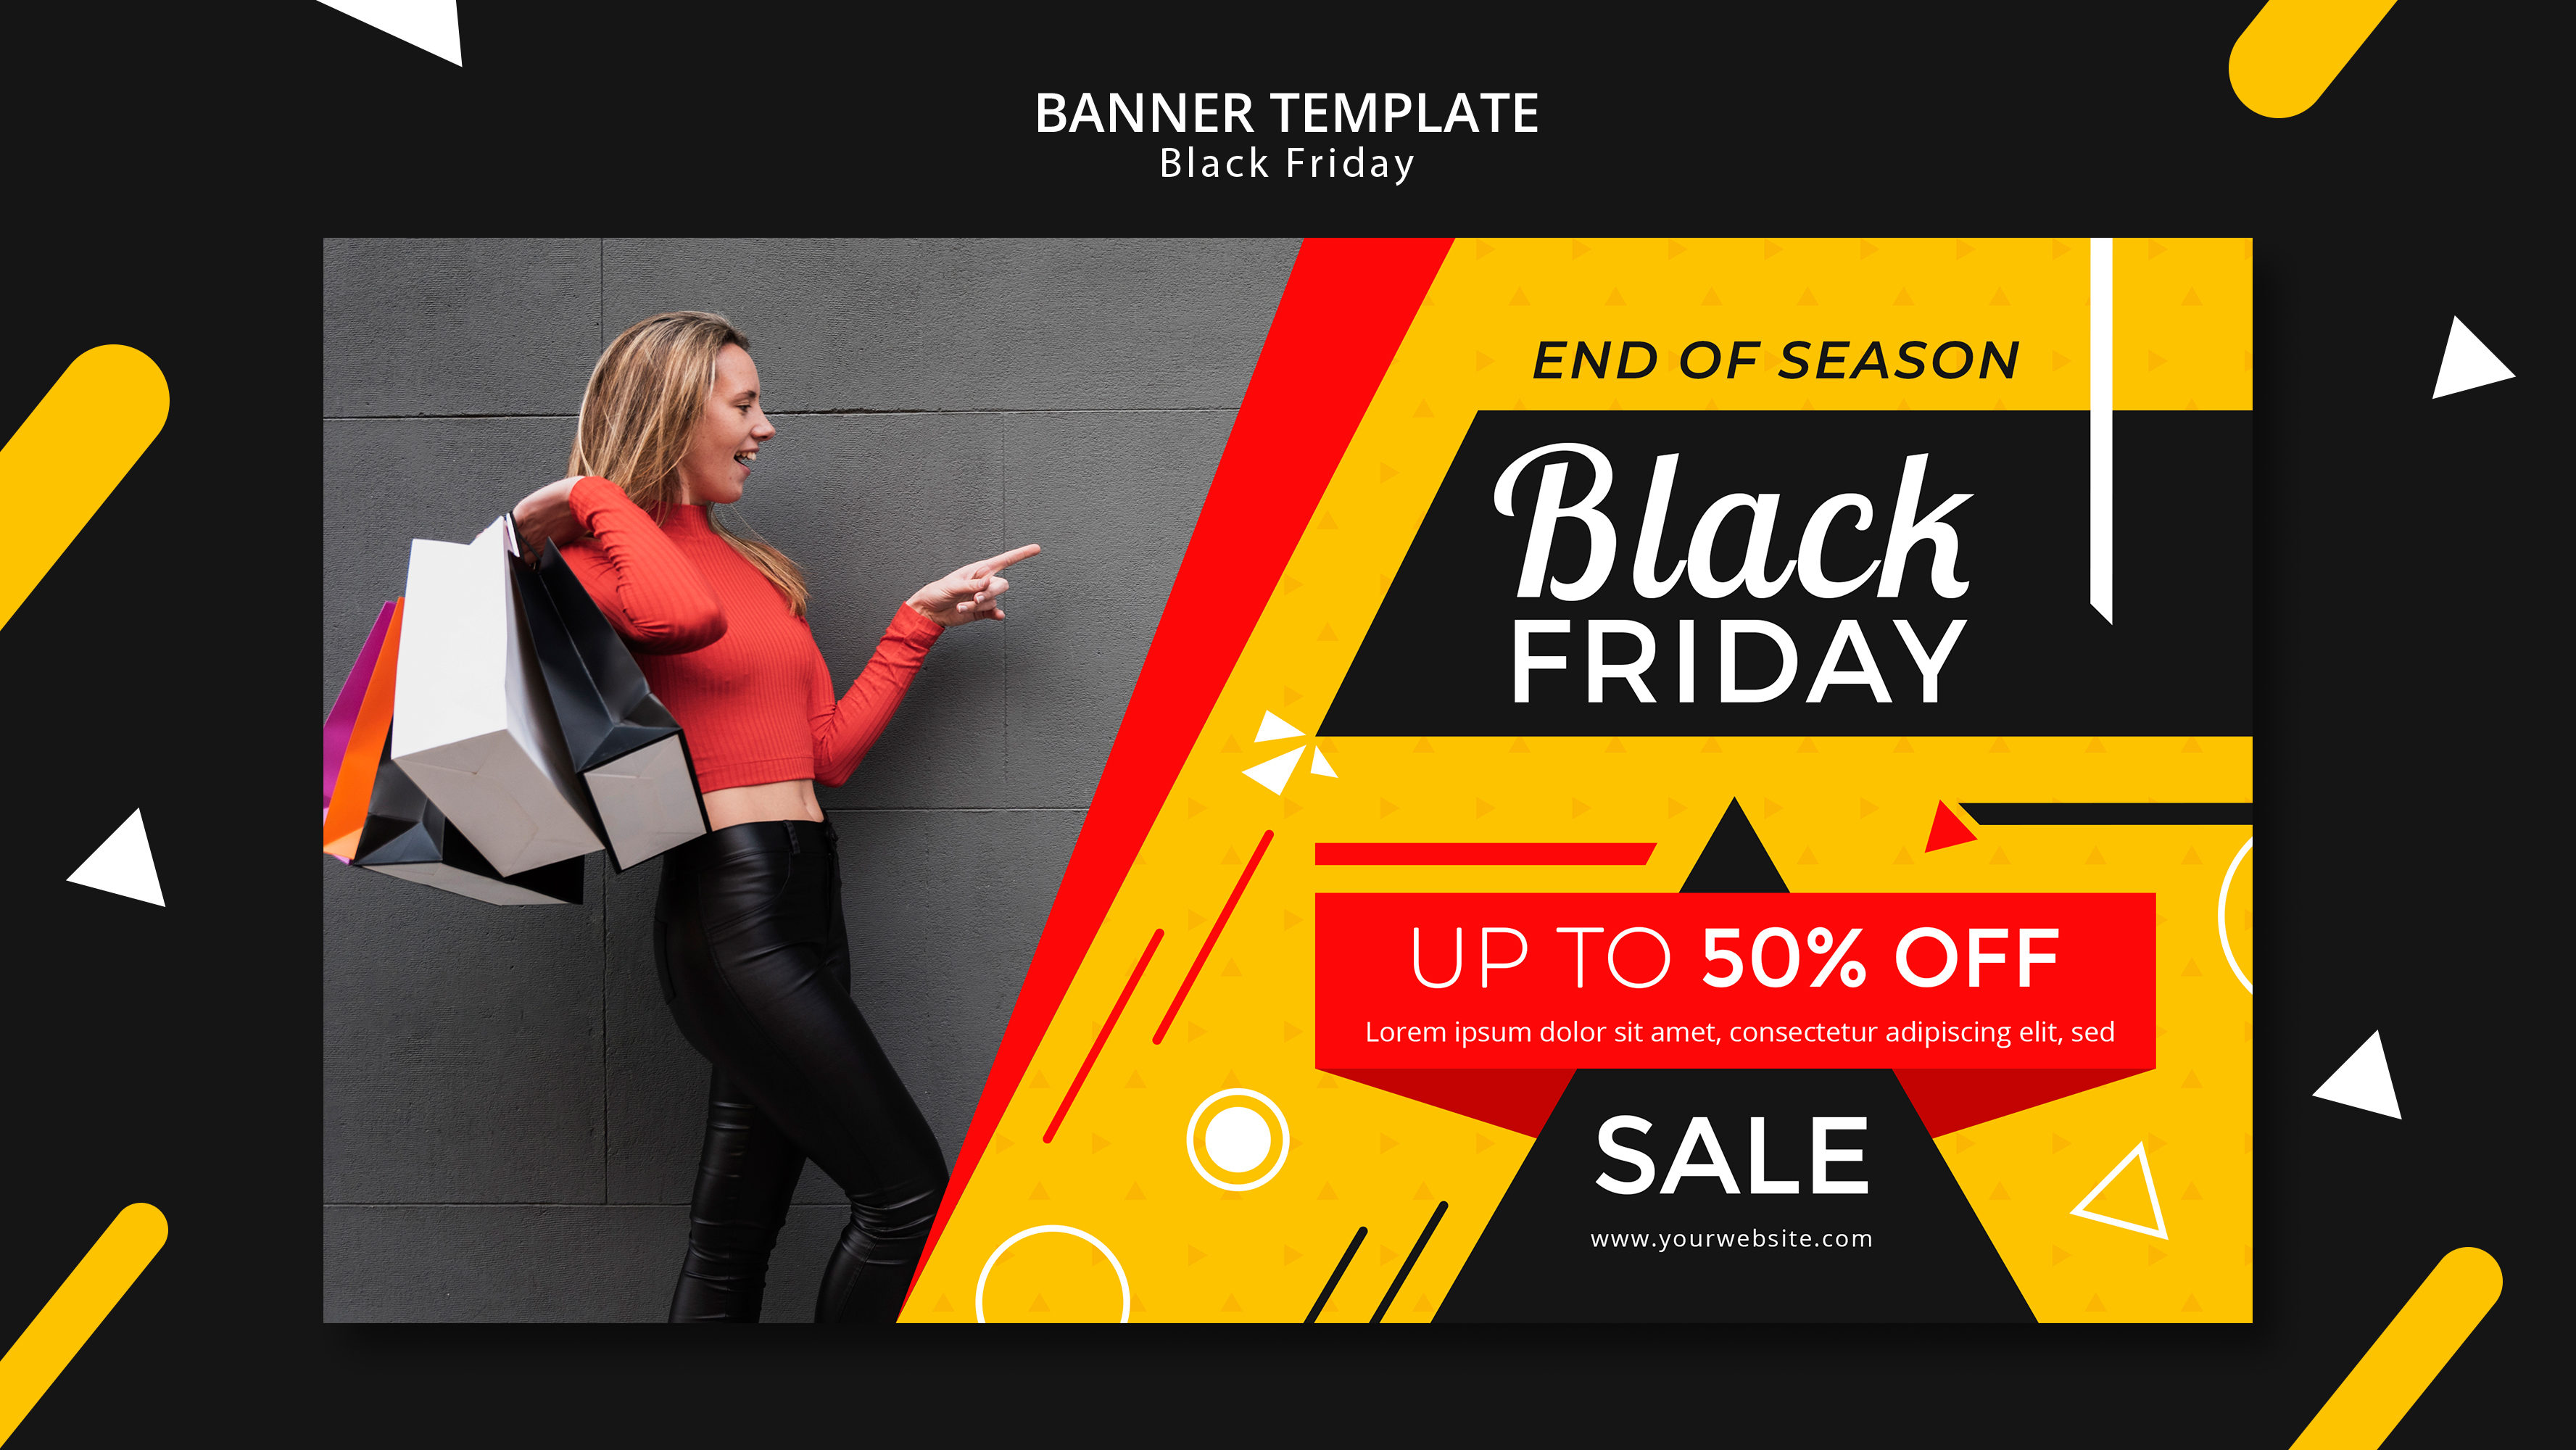 BANNER TEMPLATE
Black Friday
END OF SEASON
Black
FRIDAY
UP TO 50% OFF
Lorem ipsum dolor sit amet, consectetur adipiscing elit, sed
SALE
www.yourwebsite.com